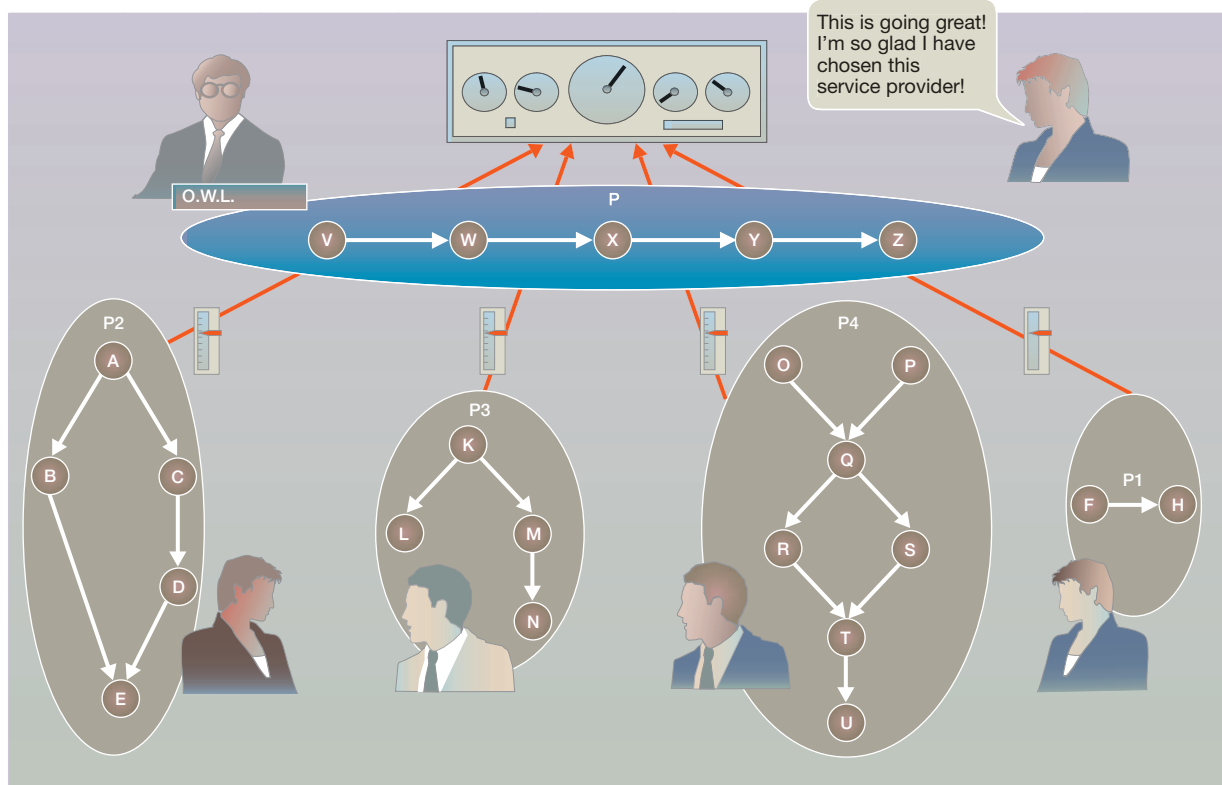 This is going great!
I'm so glad I have
chosen this
service provider!
O.W.L.
P
V W X Y Z
P2
A
B
C
D
E
P3
K
L
M
N
P4
O
P
Q
R
S
T
U
P1
F
H